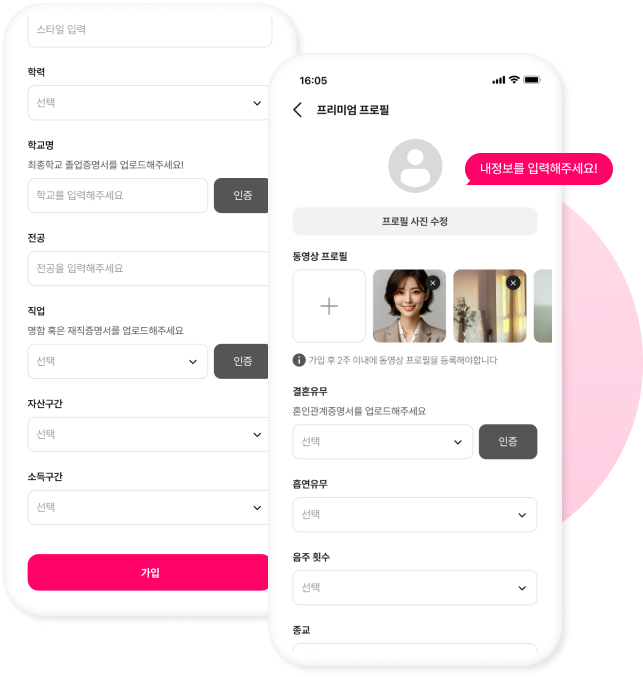 스타일 입력
학력
선택
학교명
최종학교 졸업증명서를 업로드해주세요!
학교를 입력해주세요
인증
전공
전공을 입력해주세요
직업
명함 혹은 재직증명서를 업로드해주세요
선택
인증
자산구간
선택
소득구간
선택
가입
16:05
프리미엄 프로필
내정보를 입력해주세요!
프로필 사진 수정
동영상 프로필
가입 후 2주 이내에 동영상 프로필을 등록해야합니다
결혼유무
혼인관계증명서를 업로드해주세요
선택
인증
흡연유무
선택
음주 횟수
선택
종교